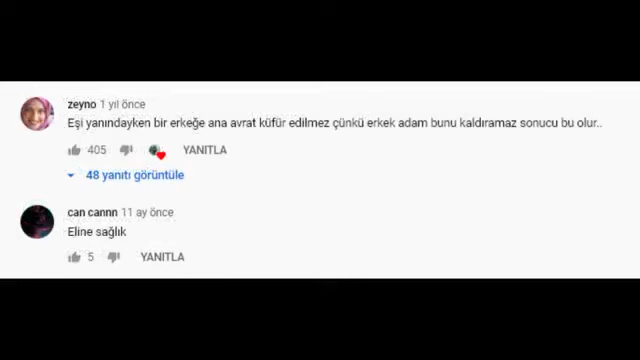 zeyno 1 yıl önce
Eşi yanındayken bir erkeğe ana avrat küfür edilmez çünkü erkek adam bunu kaldıramaz sonucu bu olur..
405 YANITLA
48 yanıtı görüntüle
can cannn 11 ay önce
Eline sağlık
5 YANITLA